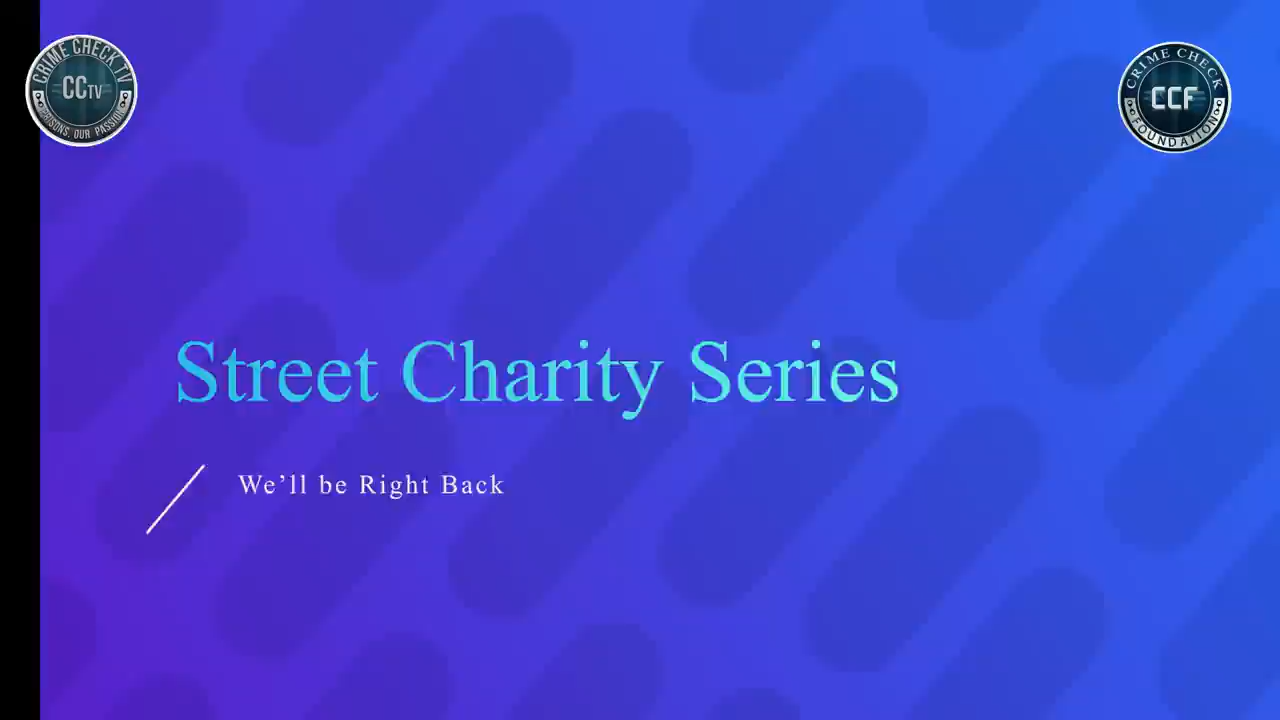 CRIME CHECK TV
CCTV
PRISONS, OUR PASSION
CRIME CHECK
CCF
FOUNDATION
Street Charity Series
We’ll be Right Back